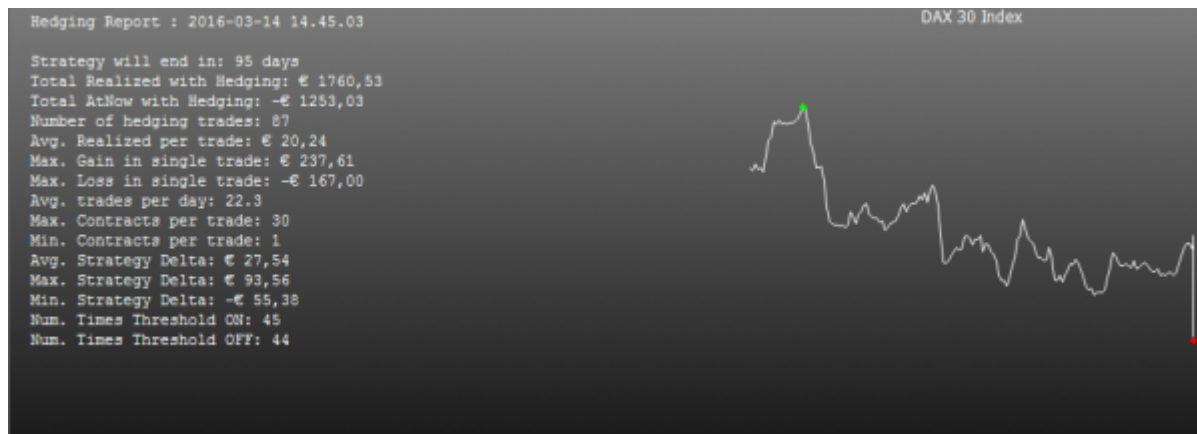 Hedging Report : 2016-03-14 14.45.03
DAX 30 Index
Strategy will end in: 95 days
Total Realized with Hedging: € 1760,53
Total AtNow with Hedging: -€ 1253,03
Number of hedging trades: 87
Avg. Realized per trade: € 20,24
Max. Gain in single trade: € 237,61
Max. Loss in single trade: -€ 167,00
Avg. trades per day: 22.3
Max. Contracts per trade: 30
Min. Contracts per trade: 1
Avg. Strategy Delta: € 27,54
Max. Strategy Delta: € 93,56
Min. Strategy Delta: -€ 55,38
Num. Times Threshold ON: 45
Num. Times Threshold OFF: 44